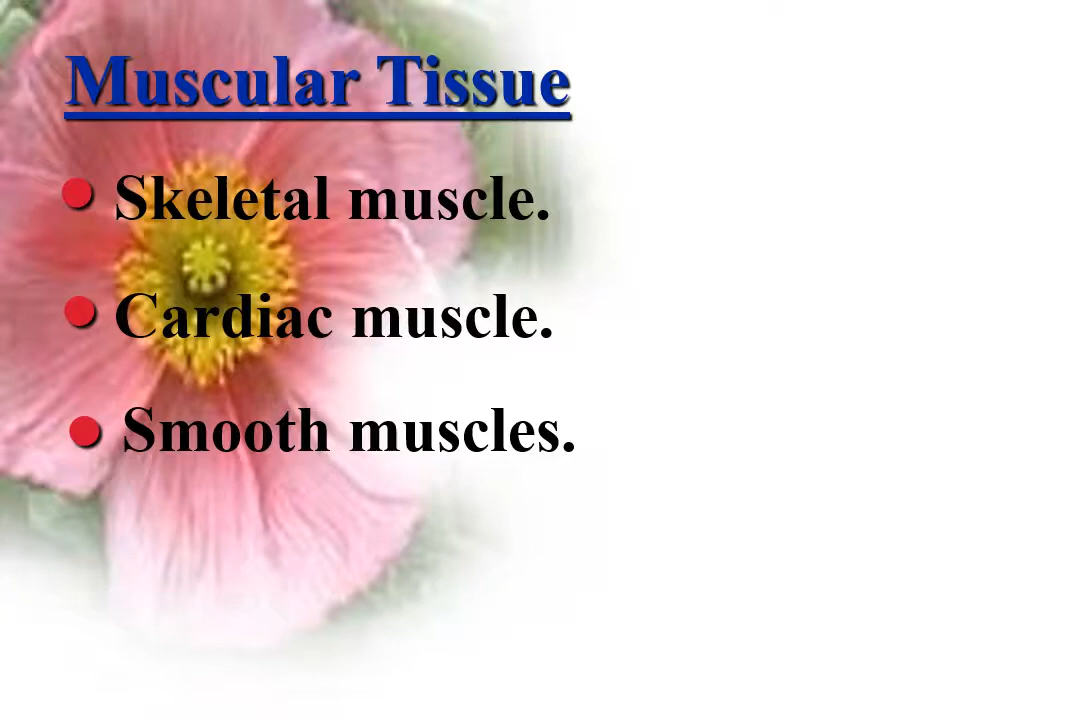 Muscular Tissue
Skeletal muscle.
Cardiac muscle.
Smooth muscles.